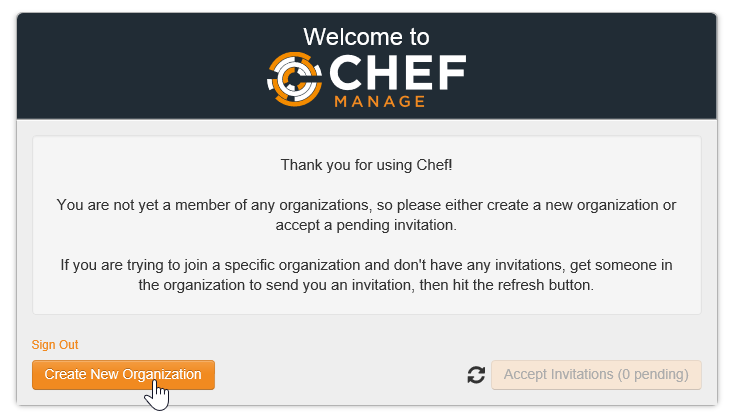 Welcome to
CHEF
MANAGE
Thank you for using Chef!
You are not yet a member of any organizations, so please either create a new organization or
accept a pending invitation.
If you are trying to join a specific organization and don't have any invitations, get someone in
the organization to send you an invitation, then hit the refresh button.
Sign Out
Create New Organization
Accept Invitations (0 pending)